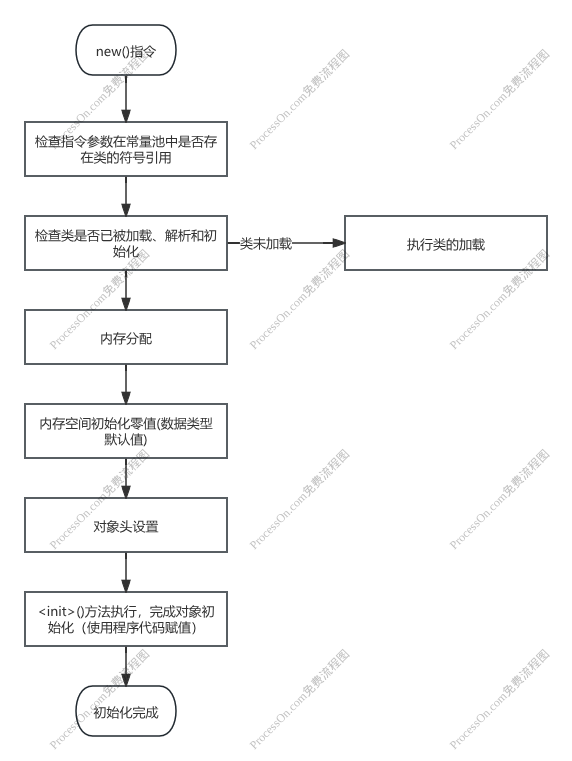 new()指令
检查指令参数在常量池中是否存
在类的符号引用
检查类是否已被加载、解析和初
始化
类未加载
执行类的加载
内存分配
内存空间初始化零值(数据类型
默认值)
对象头设置
<init>()方法执行，完成对象初
始化（使用程序代码赋值）
初始化完成
ProcessOn.com免费流程图
ProcessOn.com免费流程图
ProcessOn.com免费流程图
ProcessOn.com免费流程图
ProcessOn.com免费流程图
ProcessOn.com免费流程图
ProcessOn.com免费流程图
ProcessOn.com免费流程图
ProcessOn.com免费流程图
ProcessOn.com免费流程图
ProcessOn.com免费流程图
ProcessOn.com免费流程图